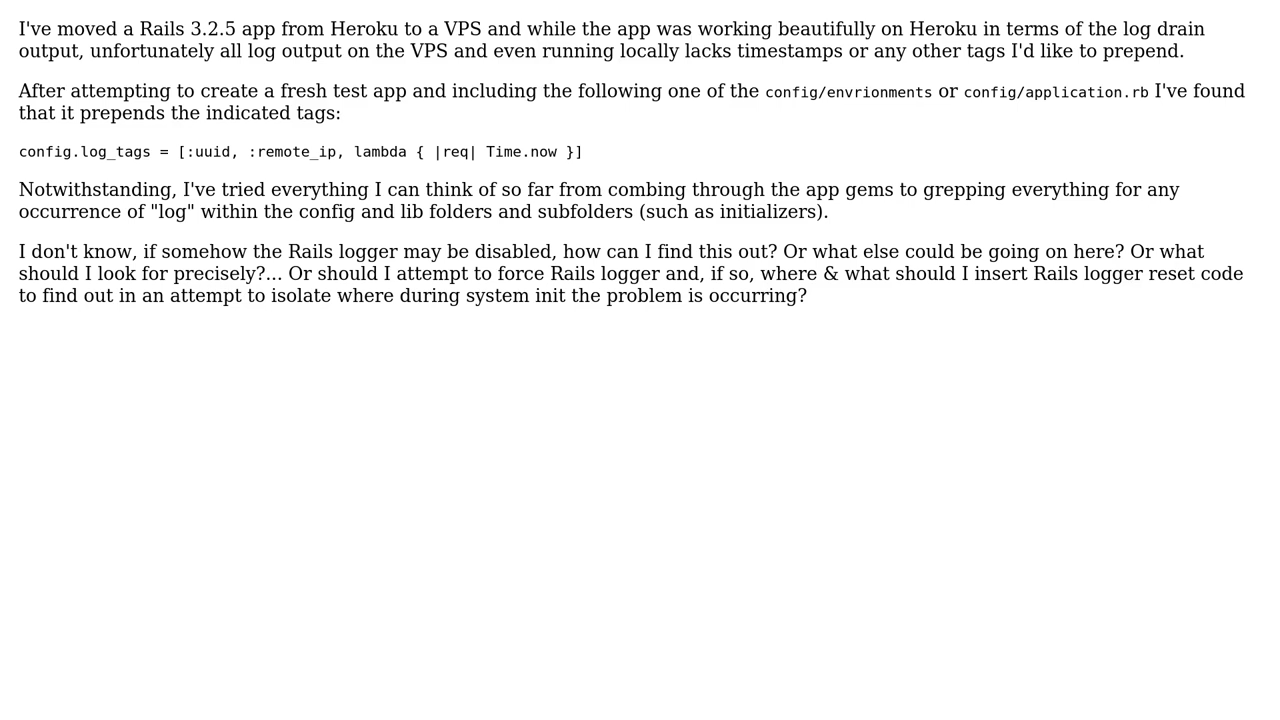 I've moved a Rails 3.2.5 app from Heroku to a VPS and while the app was working beautifully on Heroku in terms of the log drain
output, unfortunately all log output on the VPS and even running locally lacks timestamps or any other tags I'd like to prepend.
After attempting to create a fresh test app and including the following one of the config/envrionments or config/application.rb I've found
that it prepends the indicated tags:
config.log_tags = [:uuid, :remote_ip, lambda { |req| Time.now }]
Notwithstanding, I've tried everything I can think of so far from combing through the app gems to grepping everything for any
occurrence of "log" within the config and lib folders and subfolders (such as initializers).
I don't know, if somehow the Rails logger may be disabled, how can I find this out? Or what else could be going on here? Or what
should I look for precisely?... Or should I attempt to force Rails logger and, if so, where & what should I insert Rails logger reset code
to find out in an attempt to isolate where during system init the problem is occurring?